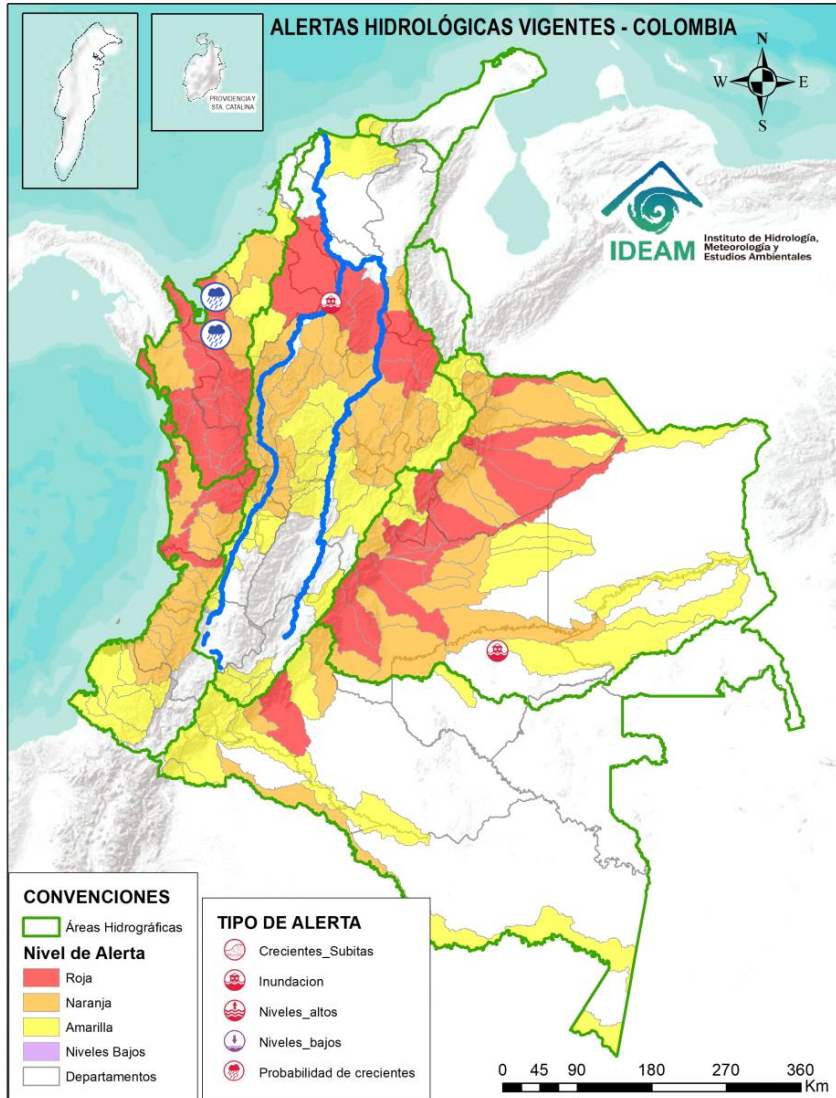 ALERTAS HIDROLÓGICAS VIGENTES - COLOMBIA
PROVIDENCIA Y
STA. CATALINA
N
W
E
S
IDEAM
Instituto de Hidrología,
Meteorología y
Estudios Ambientales
CONVENCIONES
Áreas Hidrográficas
Nivel de Alerta
Roja
Naranja
Amarilla
Niveles Bajos
Departamentos
TIPO DE ALERTA
Crecientes_Subitas
Inundacion
Niveles_altos
Niveles_bajos
Probabilidad de crecientes
0 45 90 180 270 360
Km